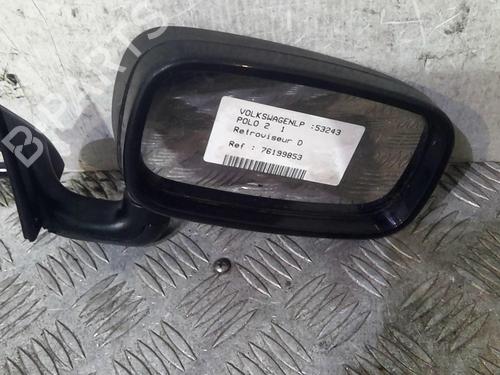 VOLKSWAGENLP :53243
POLO 2 1
Retroviseur D
Ref : 76199853